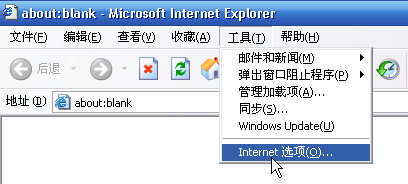 about:blank - Microsoft Internet Explorer
文件(F) 编辑(E) 查看(V) 收藏(A) 工具(T) 帮助(H)
后退
地址(D) about:blank
邮件和新闻(M)
弹出窗口阻止程序(P)
管理加载项(A)...
同步(S)...
Windows Update(U)
Internet 选项(O)...